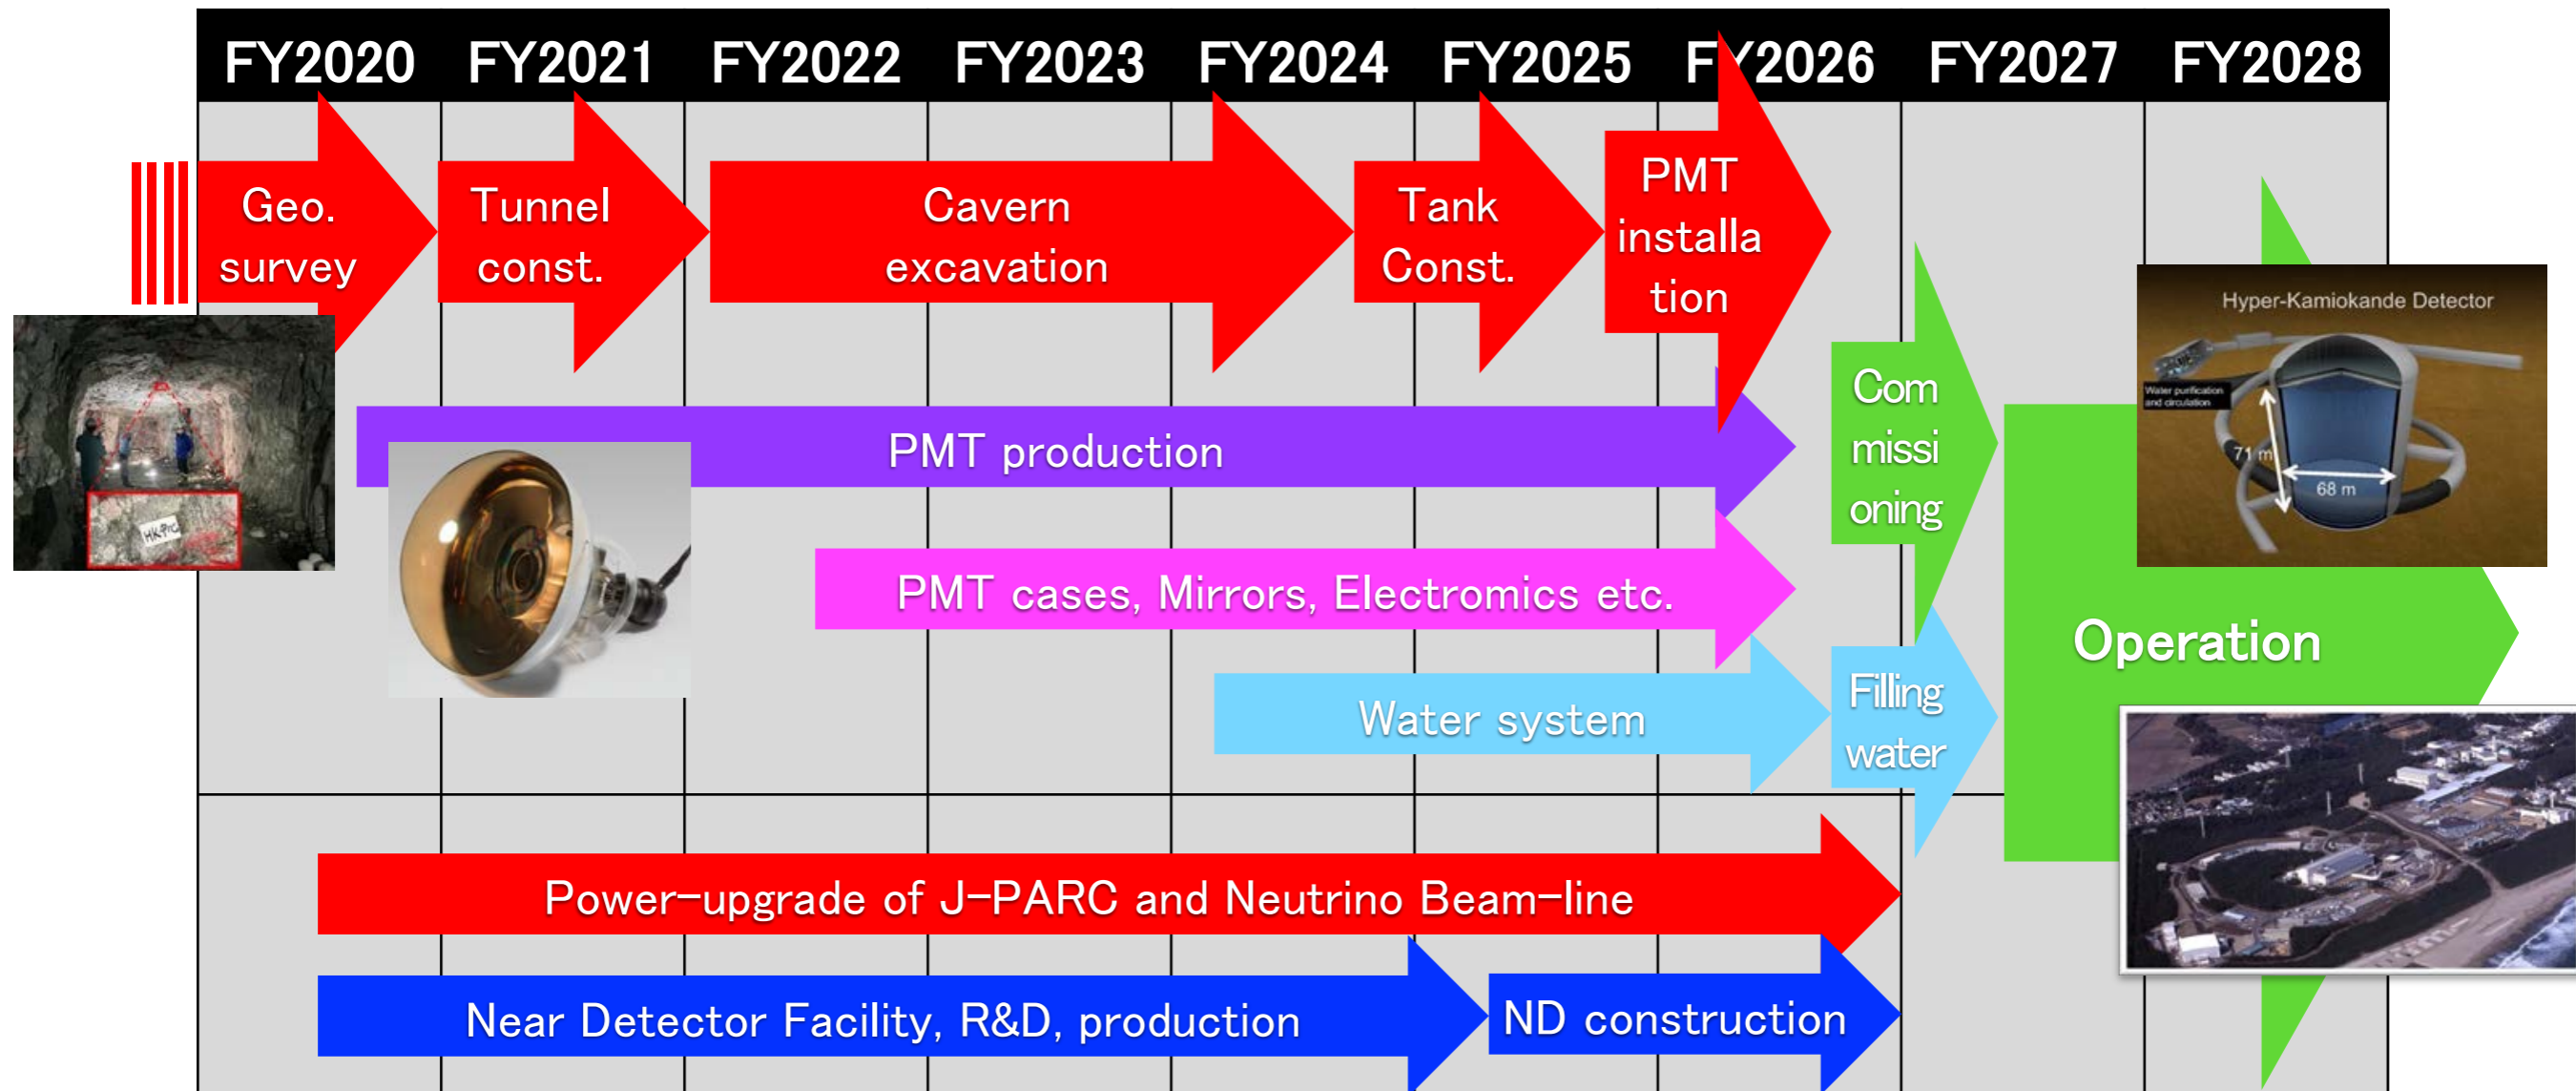 FY2020 FY2021 FY2022 FY2023 FY2024 FY2025 FY2026 FY2027 FY2028
Geo.
survey
Tunnel
const.
Cavern
excavation
Tank
Const.
PMT
installa
tion
HK-PIC
PMT production
Com
missi
oning
Hyper-Kamiokande Detector
Water purification
and circulation
71 m
68 m
PMT cases, Mirrors, Electromics etc.
Water system
Filling
water
Operation
Power-upgrade of J-PARC and Neutrino Beam-line
Near Detector Facility, R&D, production
ND construction